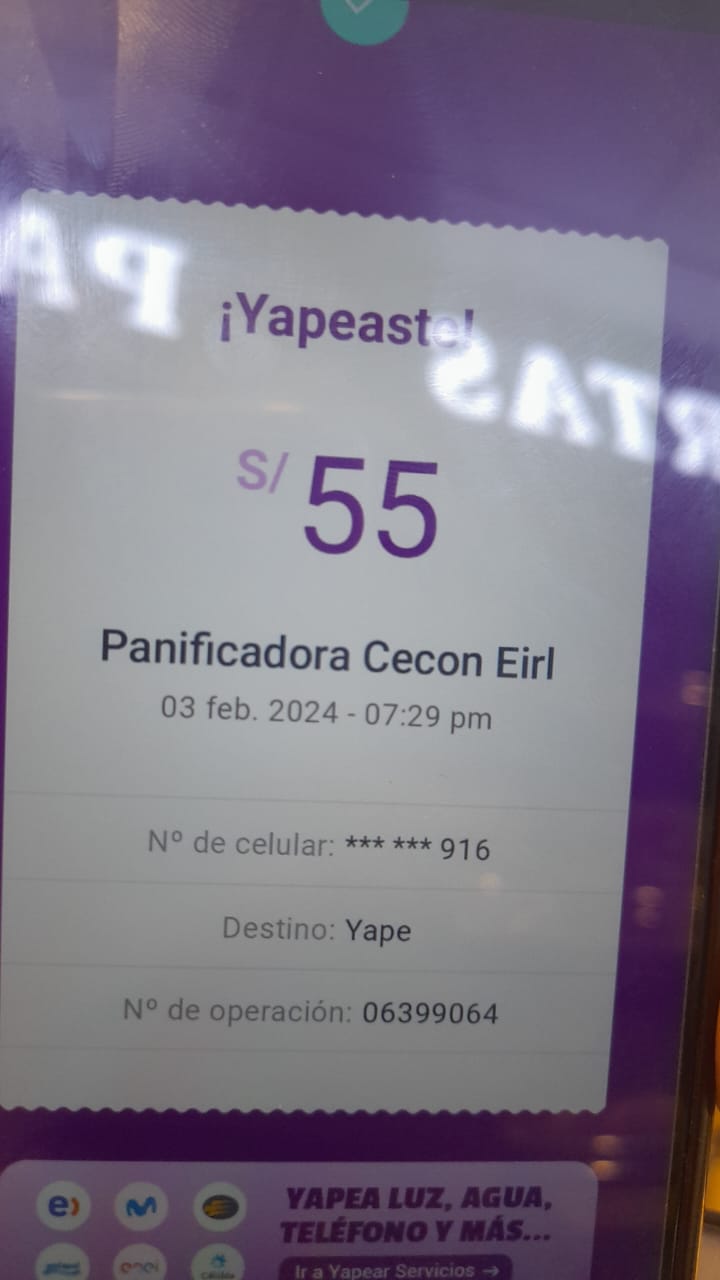 ¡Yapeaste!
S/ 55
Panificadora Cecon Eirl
03 feb. 2024 - 07:29 pm
Nº de celular: *** *** 916
Destino: Yape
Nº de operación: 06399064
YAPEA LUZ, AGUA,
TELÉFONO Y MÁS...
Ir a Yapear Servicios →